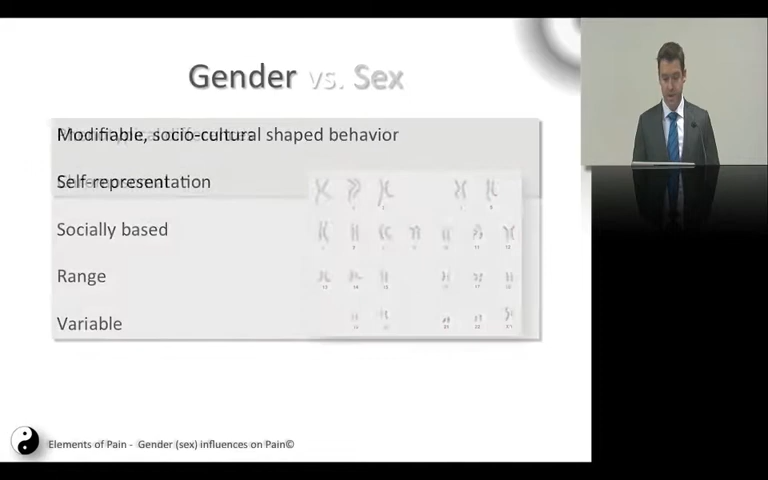 Gender vs. Sex
Modifiable, socio-cultural shaped behavior
Self representation
Socially based
Range
Variable
Elements of Pain - Gender (sex) influences on Pain©